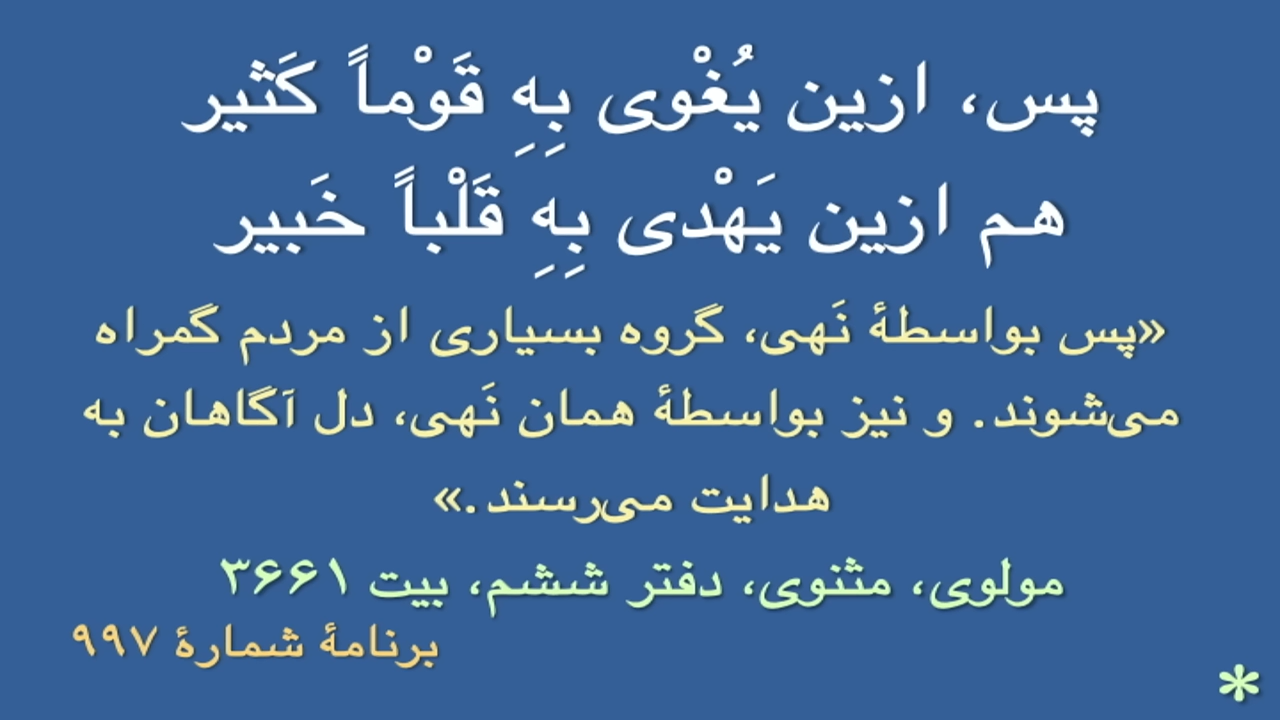 پس، ازین یُغْوی بِهِ قَوْماً کَثیر
هم ازین یَهْدی بِهِ قَلْباً خَبیر
«پس بواسطهٔ نَهی، گروه بسیاری از مردم گمراه
می‌شوند. و نیز بواسطهٔ همان نَهی، دل آگاهان به
هدایت می‌رسند.»
مولوی، مثنوی، دفتر ششم، بیت ۳۶۶۱
برنامهٔ شمارهٔ ۹۹۷
*